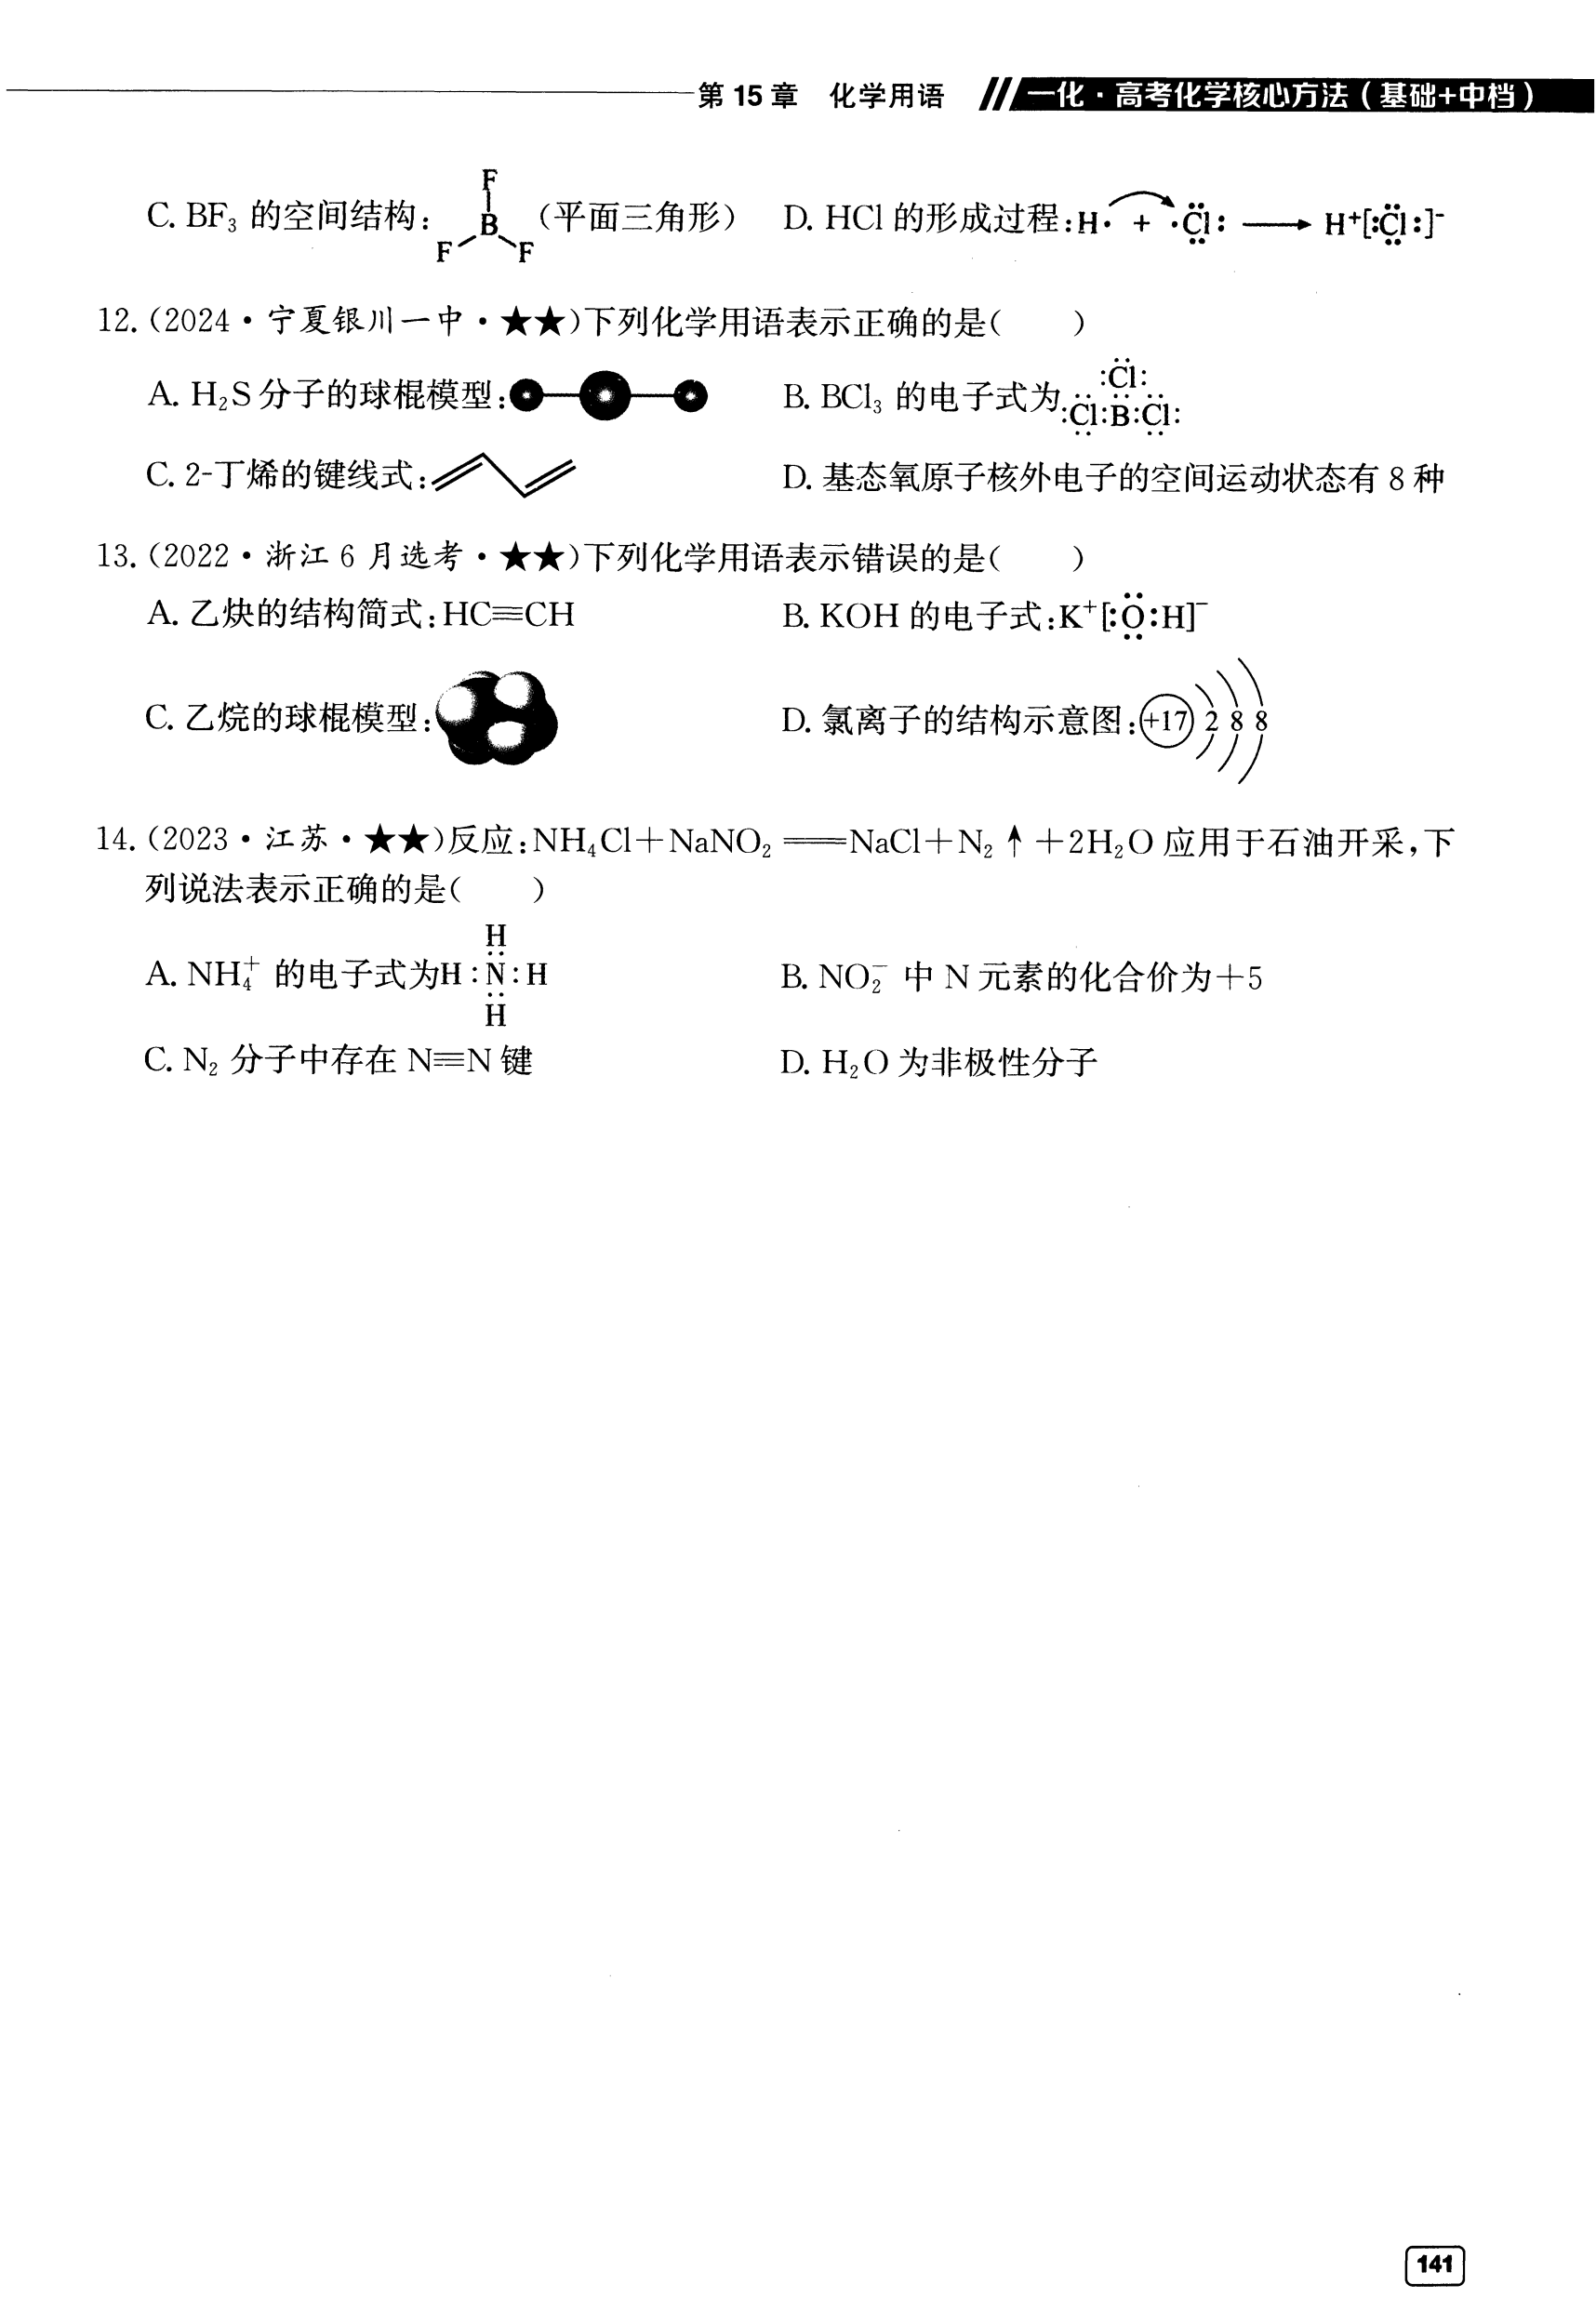 第 15 章 化学用语 一化·高考化学核心方法(基础+中档)
C. BF₃ 的空间结构: F B F F (平面三角形) D. HCl 的形成过程:H· + ·C̈l: ⟶ H⁺[:C̈l:]⁻
12.(2024·宁夏银川一中·★★)下列化学用语表示正确的是(  )
A. H₂S 分子的球棍模型: B. BCl₃ 的电子式为 :Cl: :Cl:B:Cl:
C. 2-丁烯的键线式: D. 基态氧原子核外电子的空间运动状态有 8 种
13.(2022·浙江 6 月选考·★★)下列化学用语表示错误的是(  )
A. 乙炔的结构简式:HC≡CH B. KOH 的电子式:K⁺[:Ö:H]⁻
C. 乙烷的球棍模型: D. 氯离子的结构示意图:+17 2 8 8
14.(2023·江苏·★★)反应:NH₄Cl+NaNO₂ ══NaCl+N₂↑+2H₂O 应用于石油开采,下
列说法表示正确的是(  )
A. NH₄⁺ 的电子式为 H H:N:H H B. NO₂⁻ 中 N 元素的化合价为+5
C. N₂ 分子中存在 N≡N 键 D. H₂O 为非极性分子
141